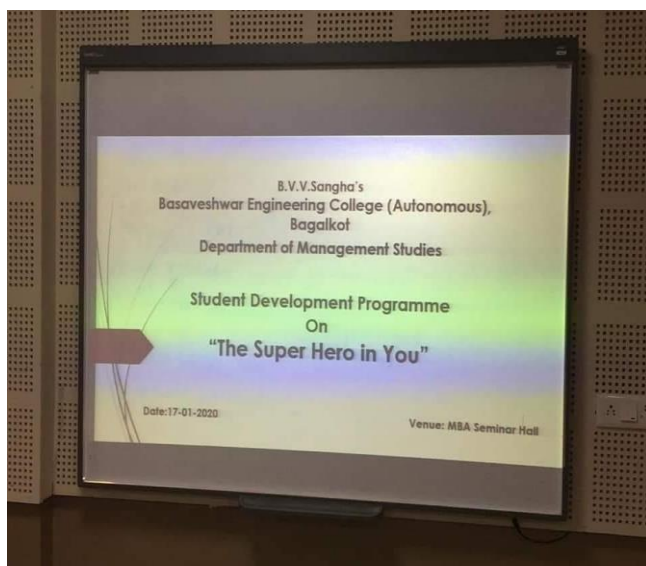 B.V.V.Sangha's
Basaveshwar Engineering College (Autonomous),
Bagalkot
Department of Management Studies
Student Development Programme
On
“The Super Hero in You”
Date:17-01-2020
Venue: MBA Seminar Hall